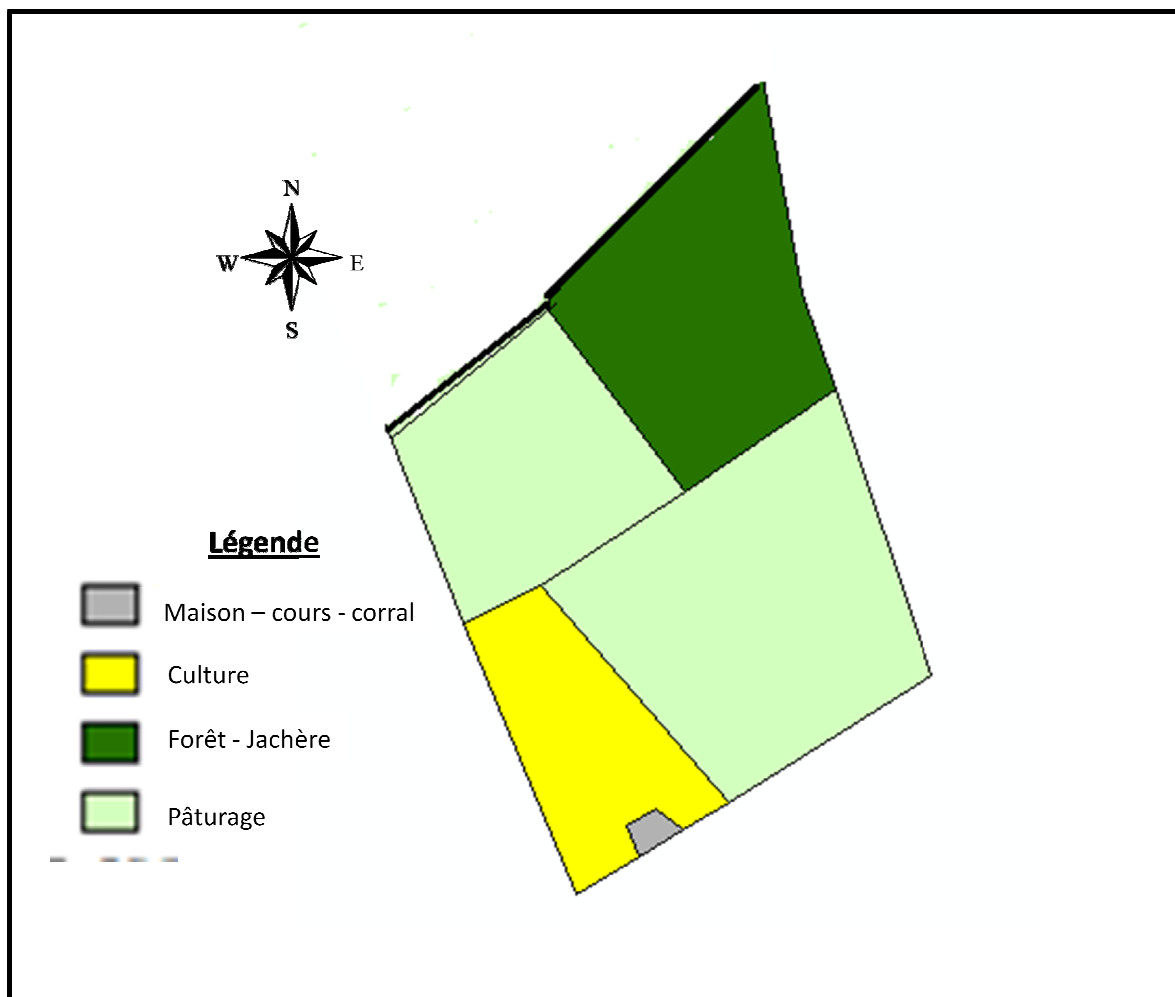 N
W
E
S
Légende
Maison – cours - corral
Culture
Forêt - Jachère
Pâturage